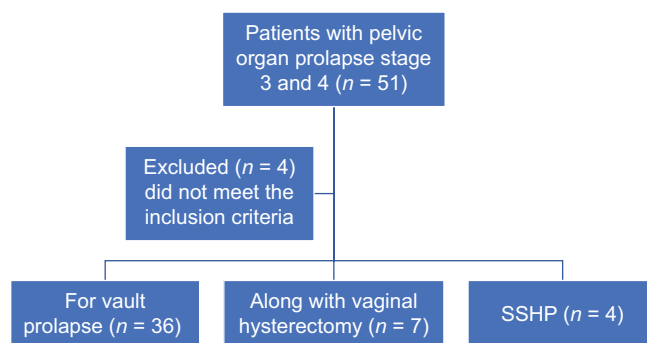 Patients with pelvic
organ prolapse stage
3 and 4 (n = 51)
Excluded (n = 4)
did not meet the
inclusion criteria
For vault
prolapse (n = 36)
Along with vaginal
hysterectomy (n = 7)
SSHP (n = 4)